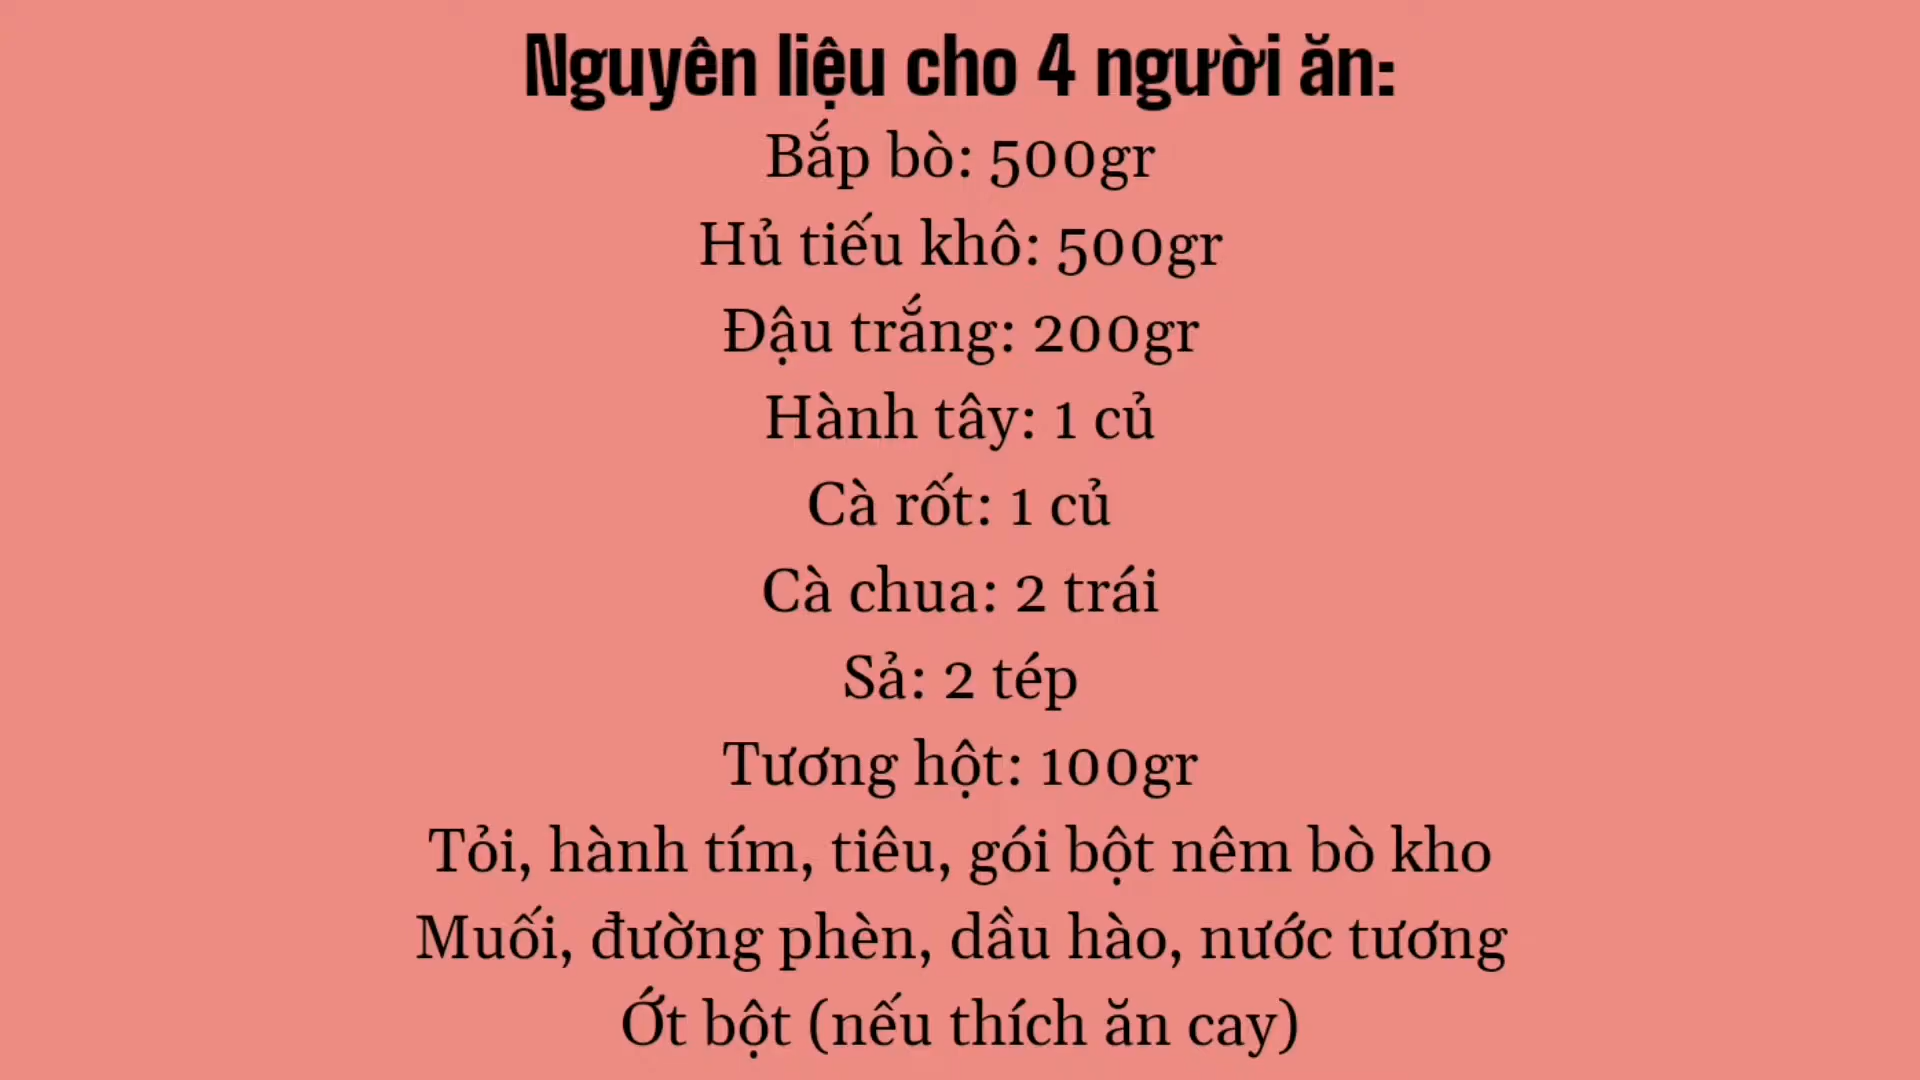 Nguyên liệu cho 4 người ăn:
Bắp bò: 500gr
Hủ tiếu khô: 500gr
Đậu trắng: 200gr
Hành tây: 1 củ
Cà rốt: 1 củ
Cà chua: 2 trái
Sả: 2 tép
Tương hột: 100gr
Tỏi, hành tím, tiêu, gói bột nêm bò kho
Muối, đường phèn, dầu hào, nước tương
Ớt bột (nếu thích ăn cay)